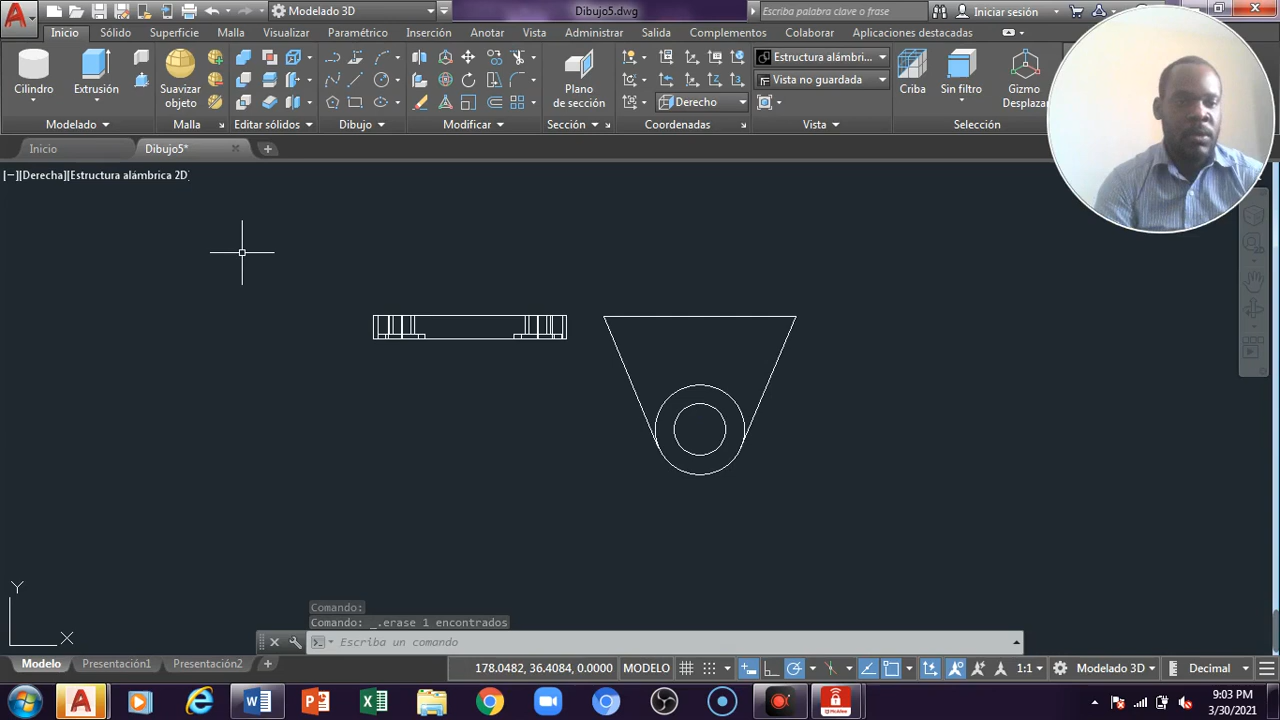 Modelado 3D
Dibujo5.dwg
Escriba palabra clave o frase
Iniciar sesión
Inicio
Sólido
Superficie
Malla
Visualizar
Paramétrico
Inserción
Anotar
Vista
Administrar
Salida
Complementos
Colaborar
Aplicaciones destacadas
Cilindro
Extrusión
Suavizar
objeto
Plano
de sección
Estructura alámbri...
Vista no guardada
Derecho
Criba
Sin filtro
Gizmo
Desplaz
Modelado
Malla
Editar sólidos
Dibujo
Modificar
Sección
Coordenadas
Vista
Selección
Inicio
Dibujo5*
[−][Derecha][Estructura alámbrica 2D]
Y
X
Comando:
Comando: _.erase 1 encontrados
Escriba un comando
Modelo
Presentación1
Presentación2
178.0482, 36.4084, 0.0000
MODELO
1:1
Modelado 3D
Decimal
9:03 PM
3/30/2021